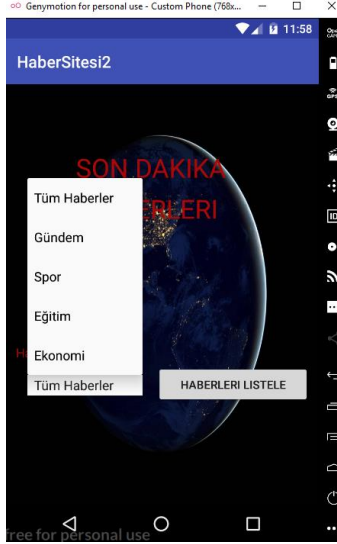 Genymotion for personal use - Custom Phone (768x...
11:58
HaberSitesi2
SON DAKIKA
Tüm Haberler
Gündem
Spor
Eğitim
Ekonomi
Tüm Haberler
HABERLERI LISTELE
free for personal use